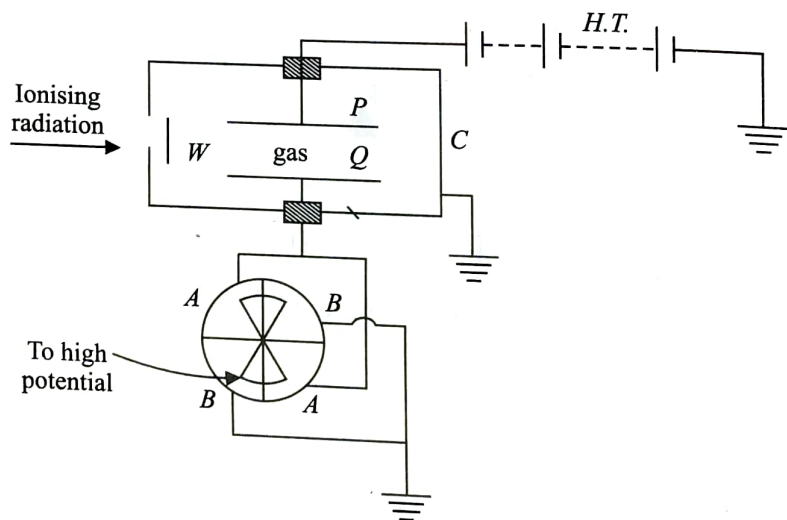 H.T.
Ionising
radiation
P
W
gas
Q
C
A
B
To high
potential
B
A